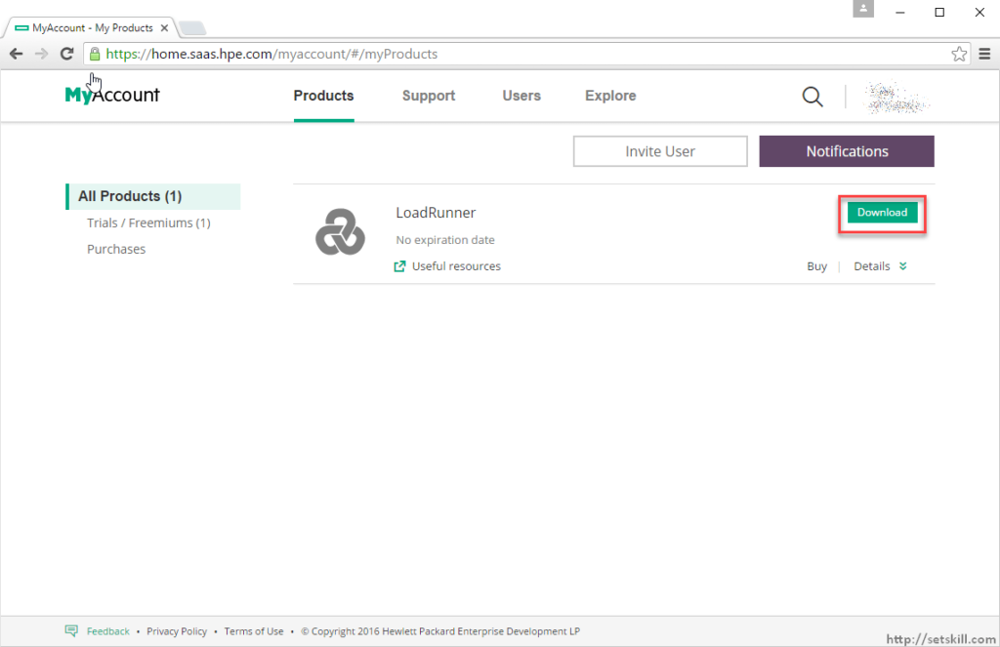 MyAccount - My Products
https://home.saas.hpe.com/myaccount/#/myProducts
MyAccount
Products
Support
Users
Explore
Invite User
Notifications
All Products (1)
Trials / Freemiums (1)
Purchases
LoadRunner
Download
No expiration date
Useful resources
Buy
Details
Feedback • Privacy Policy • Terms of Use • © Copyright 2016 Hewlett Packard Enterprise Development LP
http://setskill.com